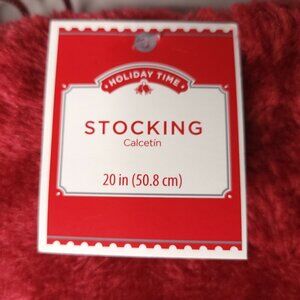 HOLIDAY TIME
STOCKING
Calcetín
20 in (50.8 cm)